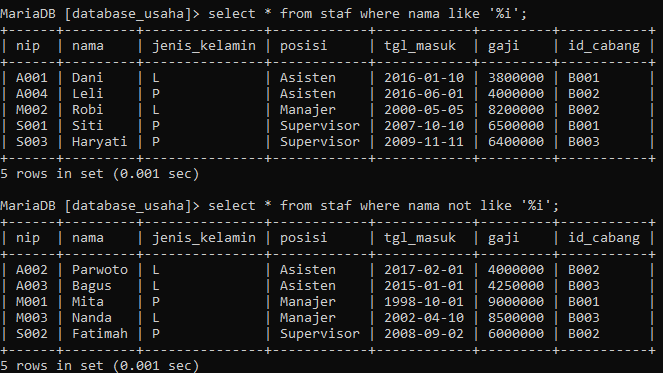 MariaDB [database_usaha]> select * from staf where nama like '%i';
+------+---------+---------------+------------+------------+---------+-----------+
| nip  | nama    | jenis_kelamin | posisi     | tgl_masuk  | gaji    | id_cabang |
+------+---------+---------------+------------+------------+---------+-----------+
| A001 | Dani    | L             | Asisten    | 2016-01-10 | 3800000 | B001      |
| A004 | Leli    | P             | Asisten    | 2016-06-01 | 4000000 | B002      |
| M002 | Robi    | L             | Manajer    | 2000-05-05 | 8200000 | B002      |
| S001 | Siti    | P             | Supervisor | 2007-10-10 | 6500000 | B001      |
| S003 | Haryati | P             | Supervisor | 2009-11-11 | 6400000 | B003      |
+------+---------+---------------+------------+------------+---------+-----------+
5 rows in set (0.001 sec)
MariaDB [database_usaha]> select * from staf where nama not like '%i';
+------+---------+---------------+------------+------------+---------+-----------+
| nip  | nama    | jenis_kelamin | posisi     | tgl_masuk  | gaji    | id_cabang |
+------+---------+---------------+------------+------------+---------+-----------+
| A002 | Parwoto | L             | Asisten    | 2017-02-01 | 4000000 | B002      |
| A003 | Bagus   | L             | Asisten    | 2015-01-01 | 4250000 | B003      |
| M001 | Mita    | P             | Manajer    | 1998-10-01 | 9000000 | B001      |
| M003 | Nanda   | L             | Manajer    | 2002-04-10 | 8500000 | B003      |
| S002 | Fatimah | P             | Supervisor | 2008-09-02 | 6000000 | B002      |
+------+---------+---------------+------------+------------+---------+-----------+
5 rows in set (0.001 sec)